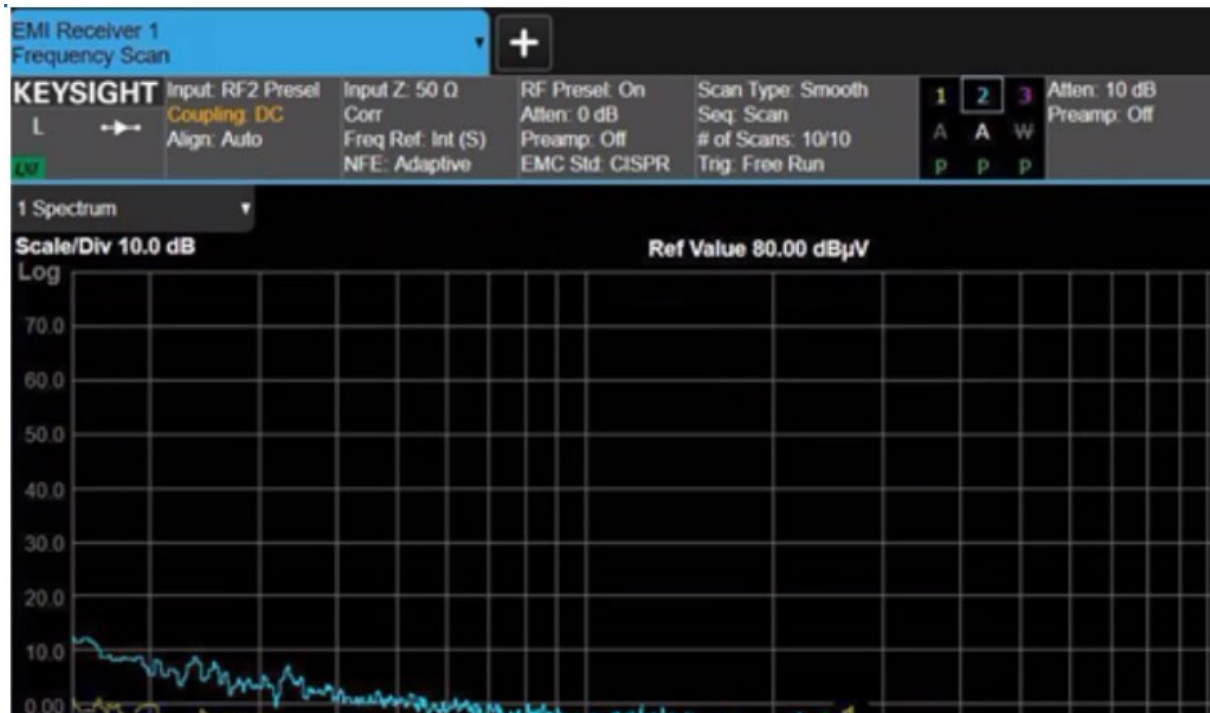 EMI Receiver 1
Frequency Scan
KEYSIGHT
L
LXI
Input: RF2 Presel
Coupling: DC
Align: Auto
Input Z: 50 Ω
Corr
Freq Ref: Int (S)
NFE: Adaptive
RF Presel: On
Atten: 0 dB
Preamp: Off
EMC Std: CISPR
Scan Type: Smooth
Seq: Scan
# of Scans: 10/10
Trig: Free Run
1 2 3
A A W
P P P
Atten: 10 dB
Preamp: Off
1 Spectrum
Scale/Div 10.0 dB
Ref Value 80.00 dBµV
Log
70.0
60.0
50.0
40.0
30.0
20.0
10.0
0.00